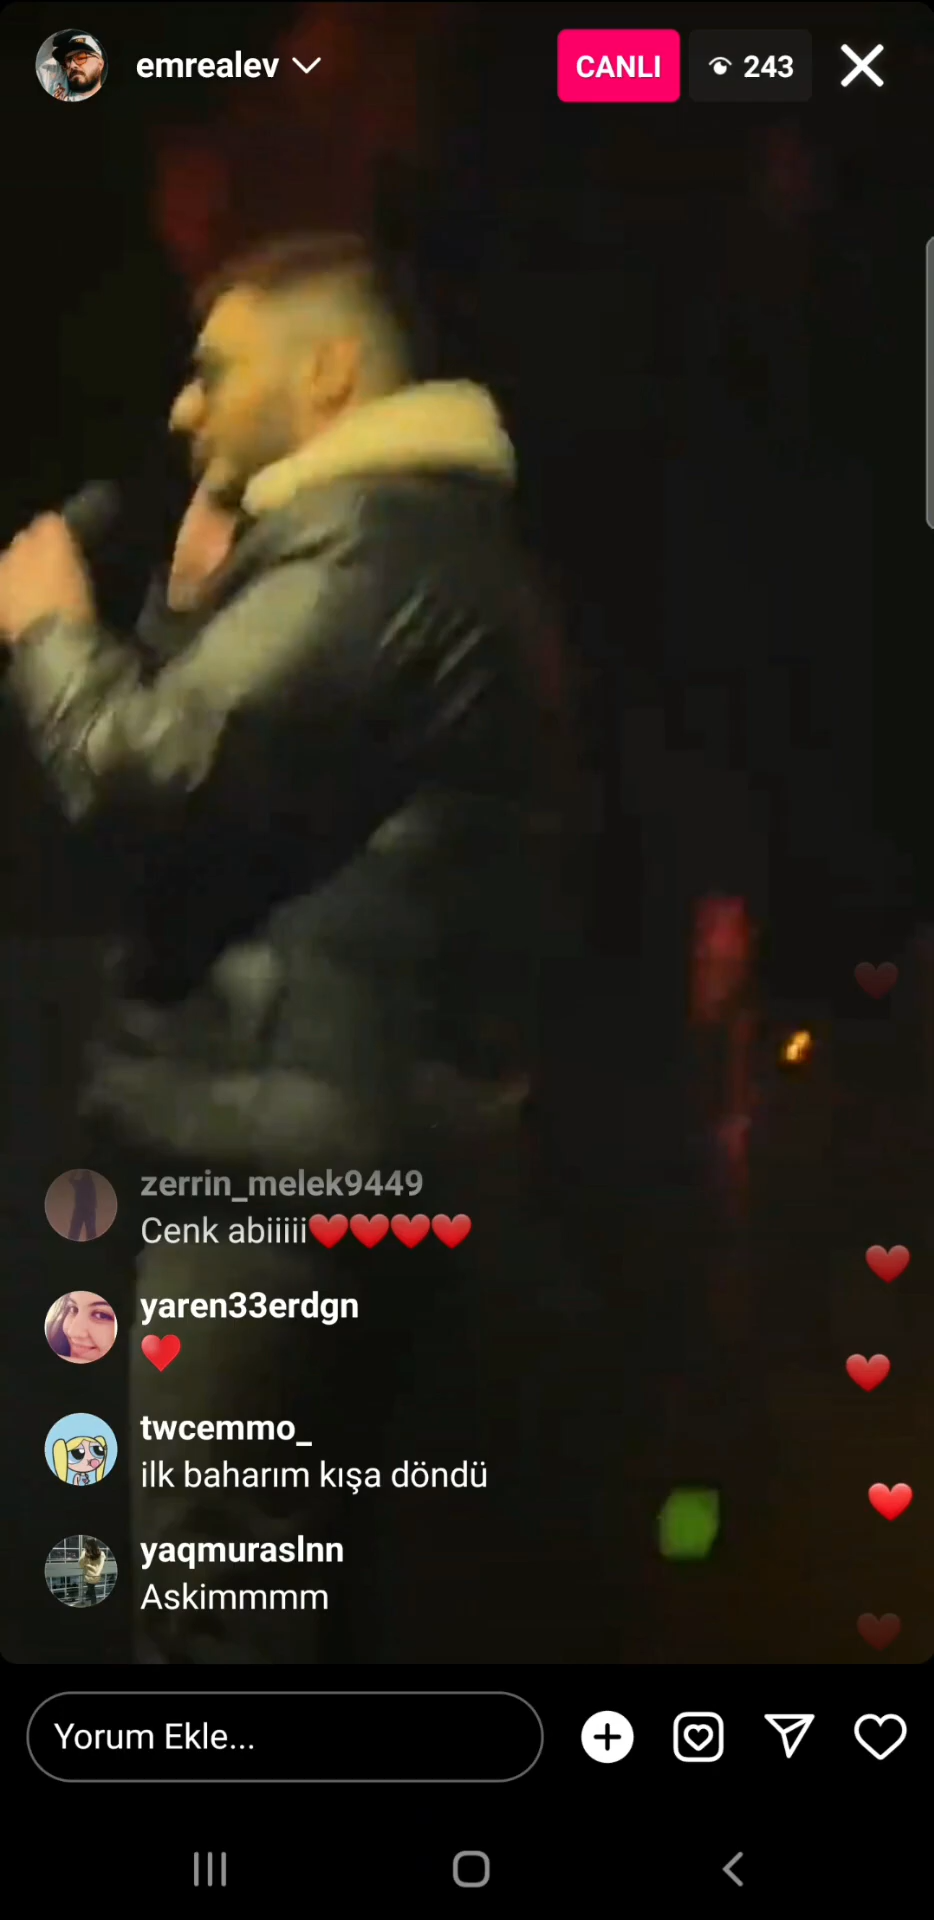 emrealev
CANLI
243
zerrin_melek9449
Cenk abiiiii❤️❤️❤️❤️
yaren33erdgn
♥️
twcemmo_
ilk baharım kışa döndü
yaqmuraslnn
Askimmmm
Yorum Ekle...